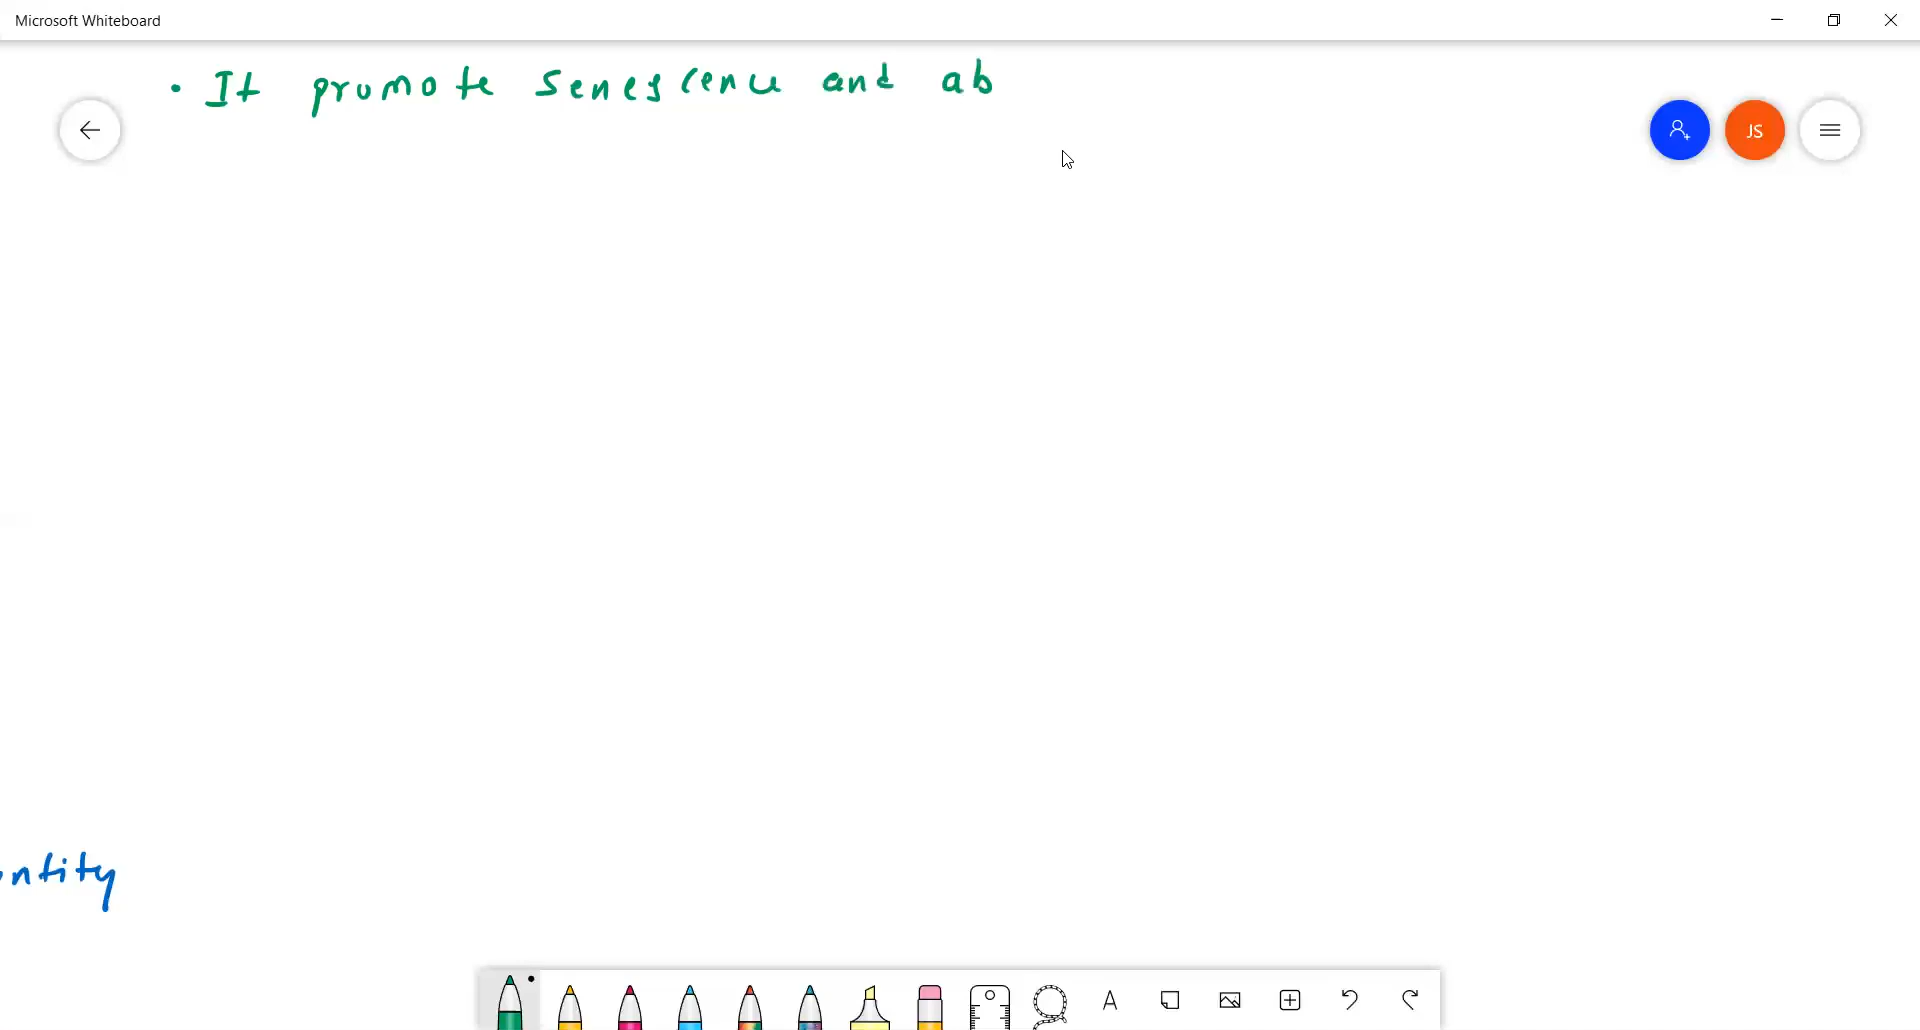 Microsoft Whiteboard
• It promote senescence and ab
JS
ntity